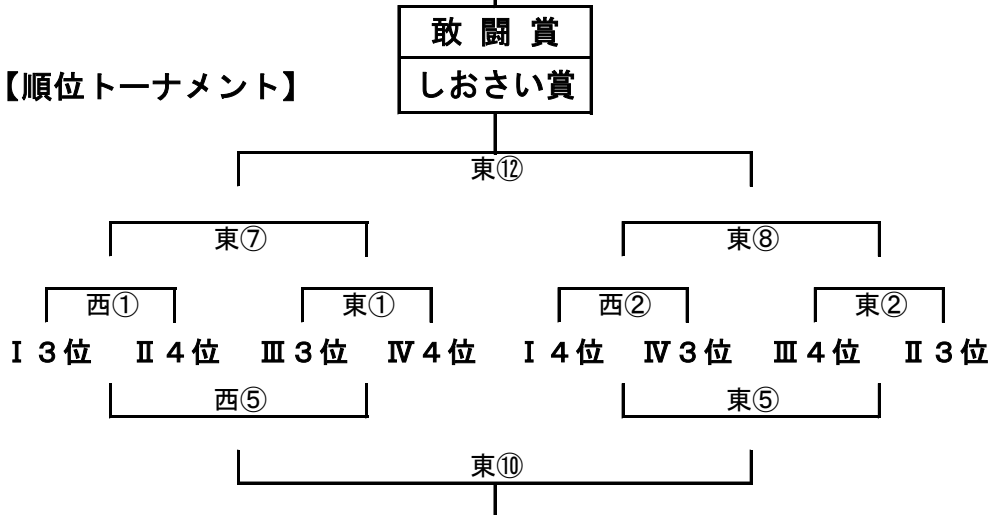 敢 闘 賞
【順位トーナメント】
しおさい賞
東⑫
東⑦ 東⑧
西① 東① 西② 東②
Ⅰ３位 Ⅱ４位 Ⅲ３位 Ⅳ４位 Ⅰ４位 Ⅳ３位 Ⅲ４位 Ⅱ３位
西⑤ 東⑤
東⑩